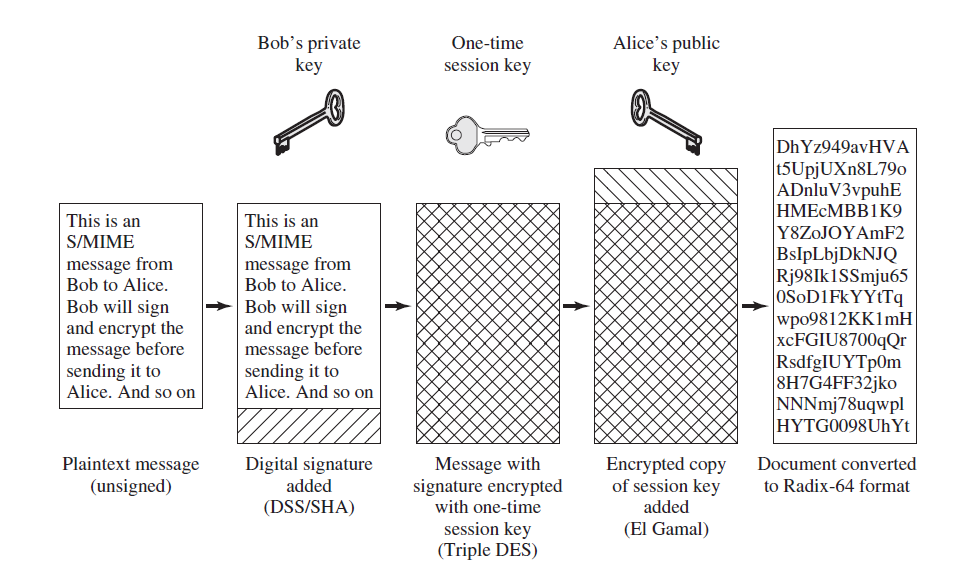 Bob's private
key
One-time
session key
Alice's public
key
This is an
S/MIME
message from
Bob to Alice.
Bob will sign
and encrypt the
message before
sending it to
Alice. And so on
This is an
S/MIME
message from
Bob to Alice.
Bob will sign
and encrypt the
message before
sending it to
Alice. And so on
DhYz949avHVA
t5UpjUXn8L79o
ADnluV3vpuhE
HMEcMBB1K9
Y8ZoJOYAmF2
BsIpLbjDkNJQ
Rj98Ik1SSmju65
0SoD1FkYYtTq
wpo9812KK1mH
xcFGIU8700qQr
RsdfgIUYTp0m
8H7G4FF32jko
NNNmj78uqwpl
HYTG0098UhYt
Plaintext message
(unsigned)
Digital signature
added
(DSS/SHA)
Message with
signature encrypted
with one-time
session key
(Triple DES)
Encrypted copy
of session key
added
(El Gamal)
Document converted
to Radix-64 format